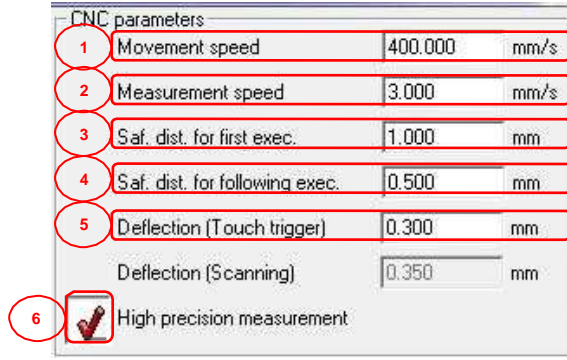 CNC parameters
1 Movement speed 400.000 mm/s
2 Measurement speed 3.000 mm/s
3 Saf. dist. for first exec. 1.000 mm
4 Saf. dist. for following exec. 0.500 mm
5 Deflection (Touch trigger) 0.300 mm
Deflection (Scanning) 0.350 mm
6 High precision measurement